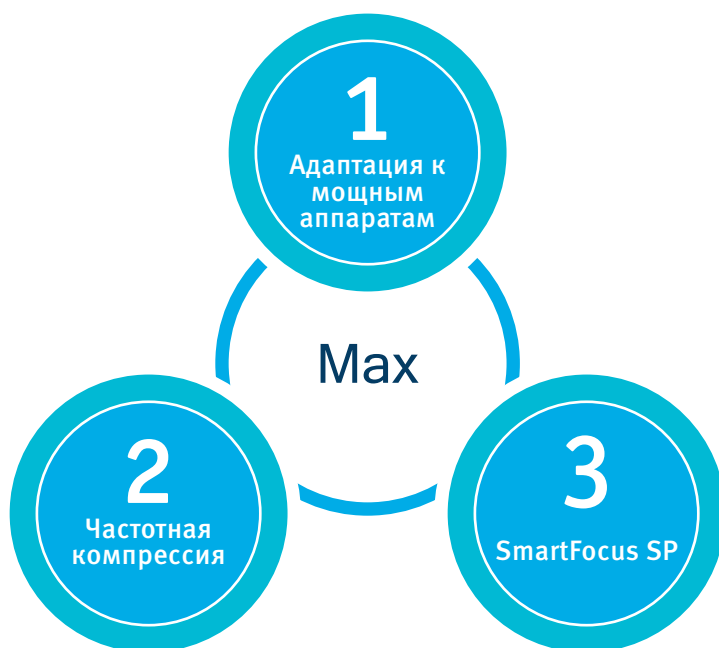 1
Адаптация к
мощным
аппаратам
Max
2
Частотная
компрессия
3
SmartFocus SP